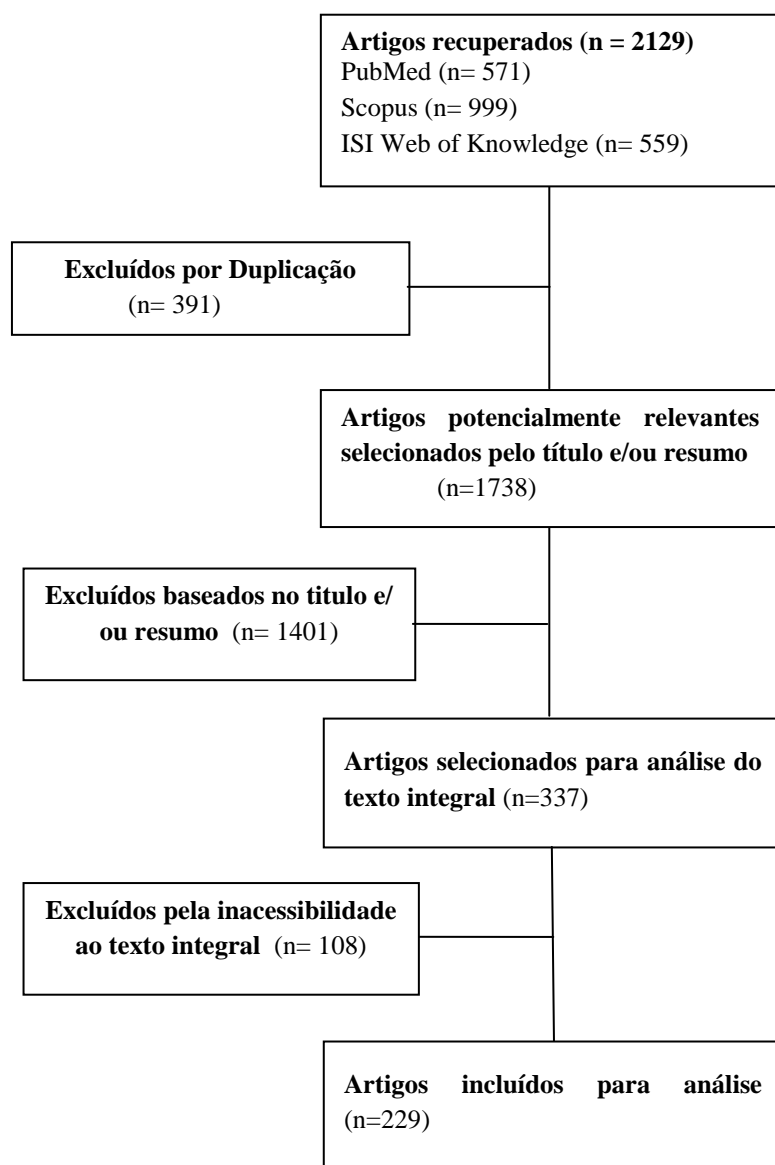 Artigos recuperados (n = 2129)
PubMed (n= 571)
Scopus (n= 999)
ISI Web of Knowledge (n= 559)
Excluídos por Duplicação
(n= 391)
Artigos potencialmente relevantes
selecionados pelo título e/ou resumo
(n=1738)
Excluídos baseados no titulo e/
ou resumo (n= 1401)
Artigos selecionados para análise do
texto integral (n=337)
Excluídos pela inacessibilidade
ao texto integral (n= 108)
Artigos incluídos para análise
(n=229)